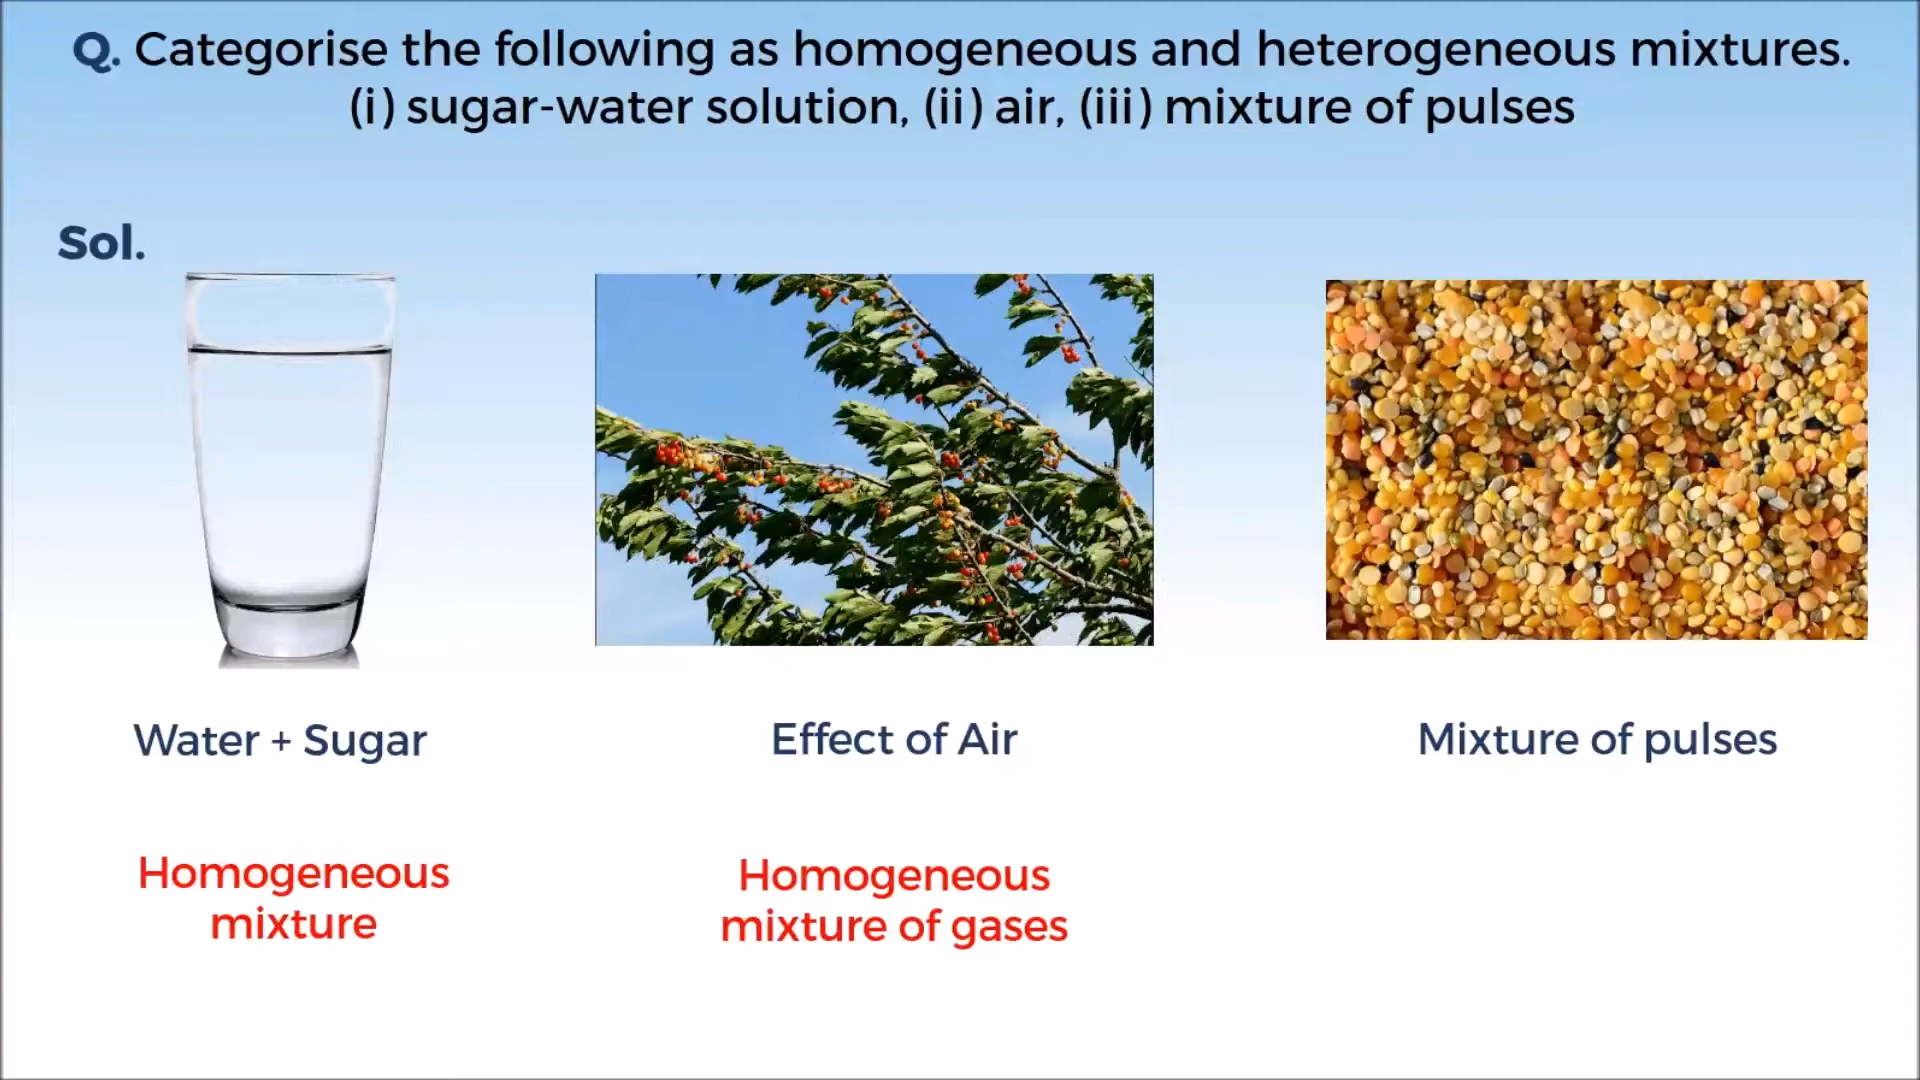 Q. Categorise the following as homogeneous and heterogeneous mixtures.
(i) sugar-water solution, (ii) air, (iii) mixture of pulses
Sol.
Water + Sugar
Effect of Air
Mixture of pulses
Homogeneous
mixture
Homogeneous
mixture of gases